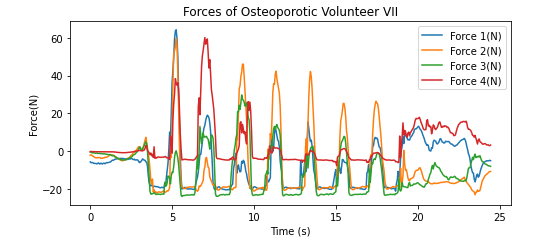 Forces of Osteoporotic Volunteer VII
Force 1(N)
Force 2(N)
Force 3(N)
Force 4(N)
Force(N)
60
40
20
0
−20
0
5
10
15
20
25
Time (s)